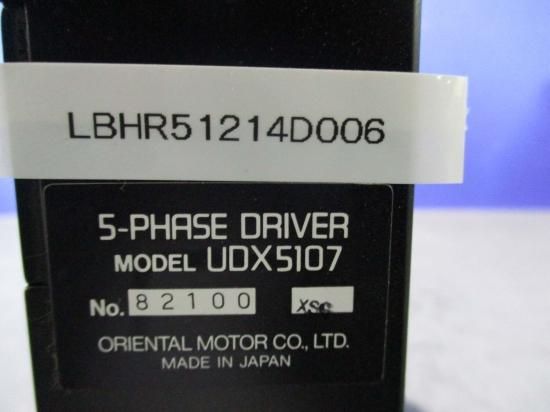 LBHR51214D006
5-PHASE DRIVER
MODEL UDX5107
No. 82100 XSG
ORIENTAL MOTOR CO., LTD.
MADE IN JAPAN